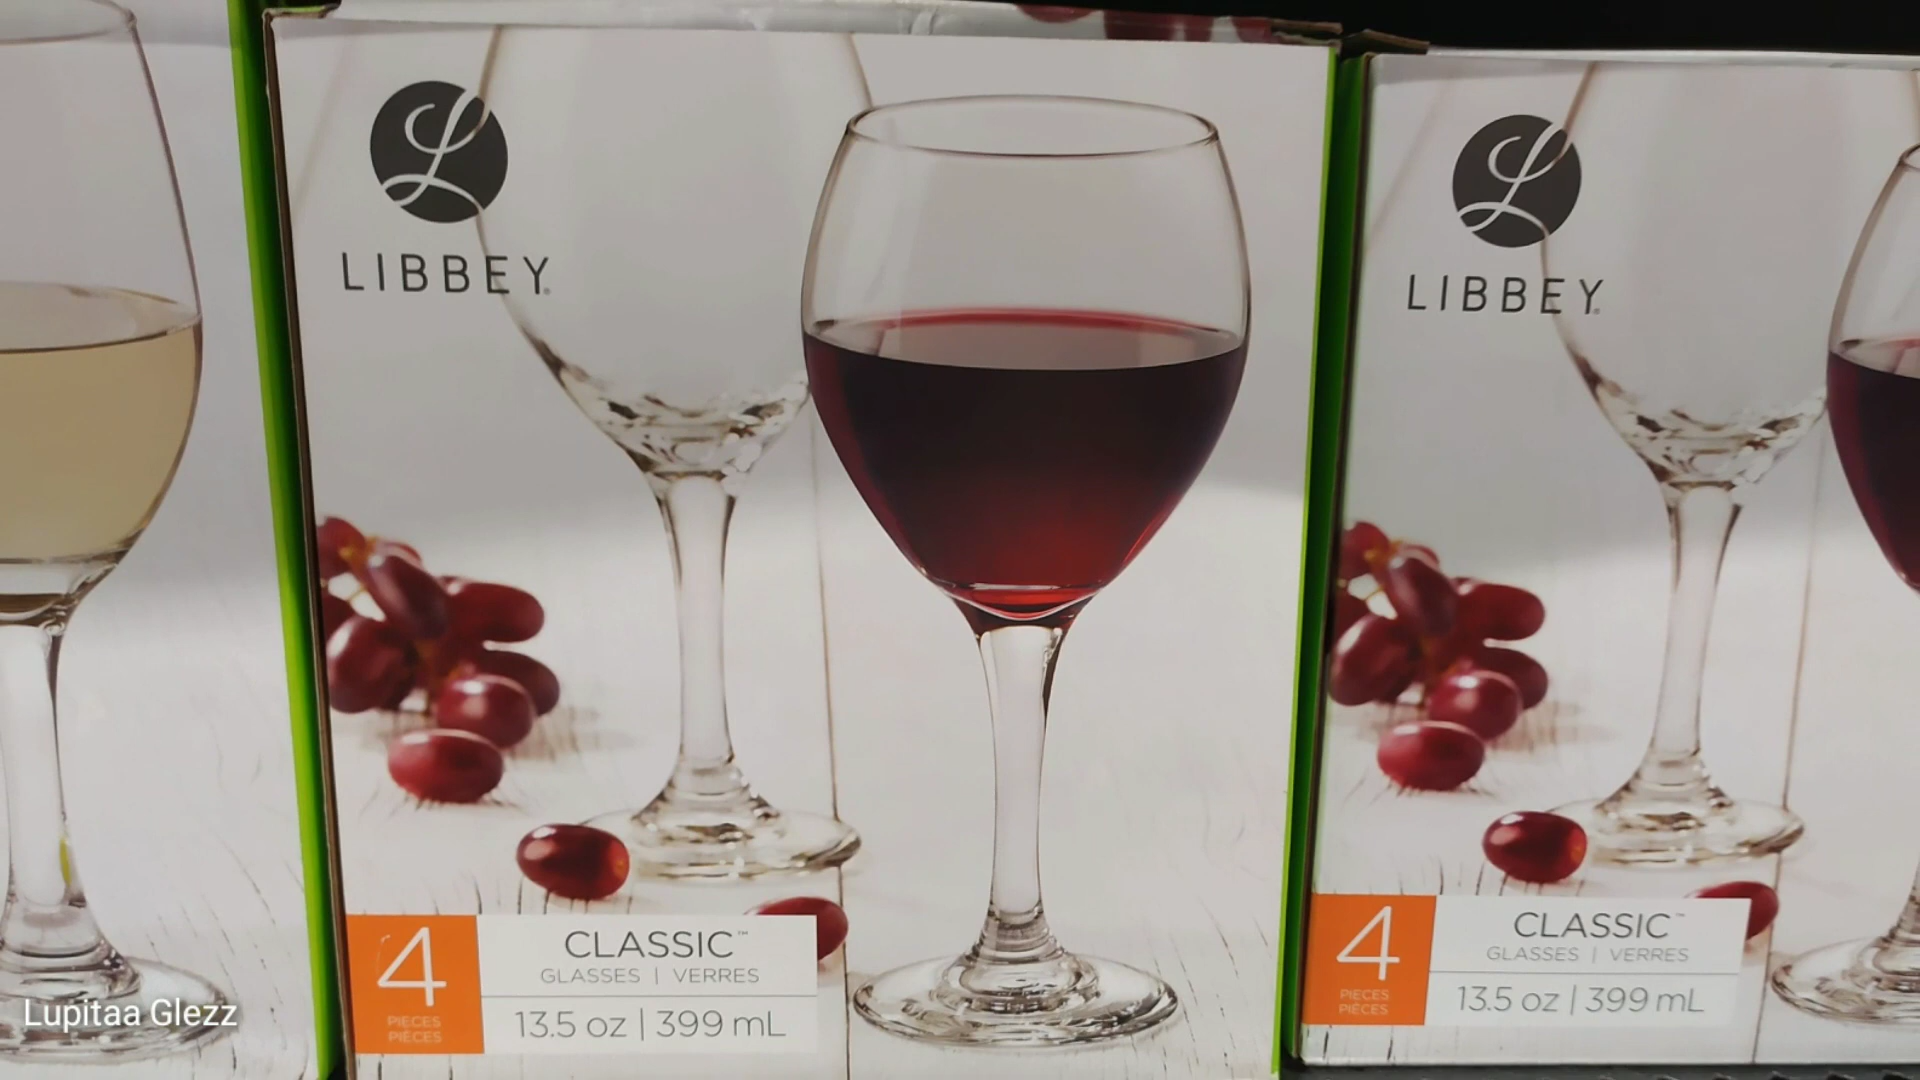 LIBBEY
4
PIECES
PIÈCES
CLASSIC™
GLASSES | VERRES
13.5 oz | 399 mL
LIBBEY
4
PIECES
PIÈCES
CLASSIC™
GLASSES | VERRES
13.5 oz | 399 mL
Lupitaa Glezz